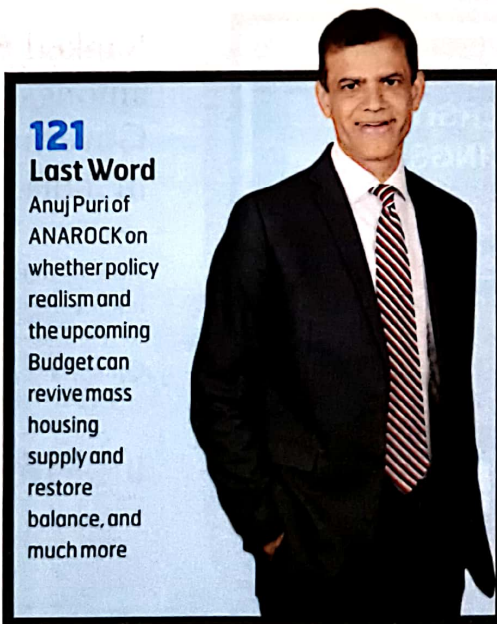 121
Last Word
Anuj Puri of
ANAROCK on
whether policy
realism and
the upcoming
Budget can
revive mass
housing
supply and
restore
balance, and
much more